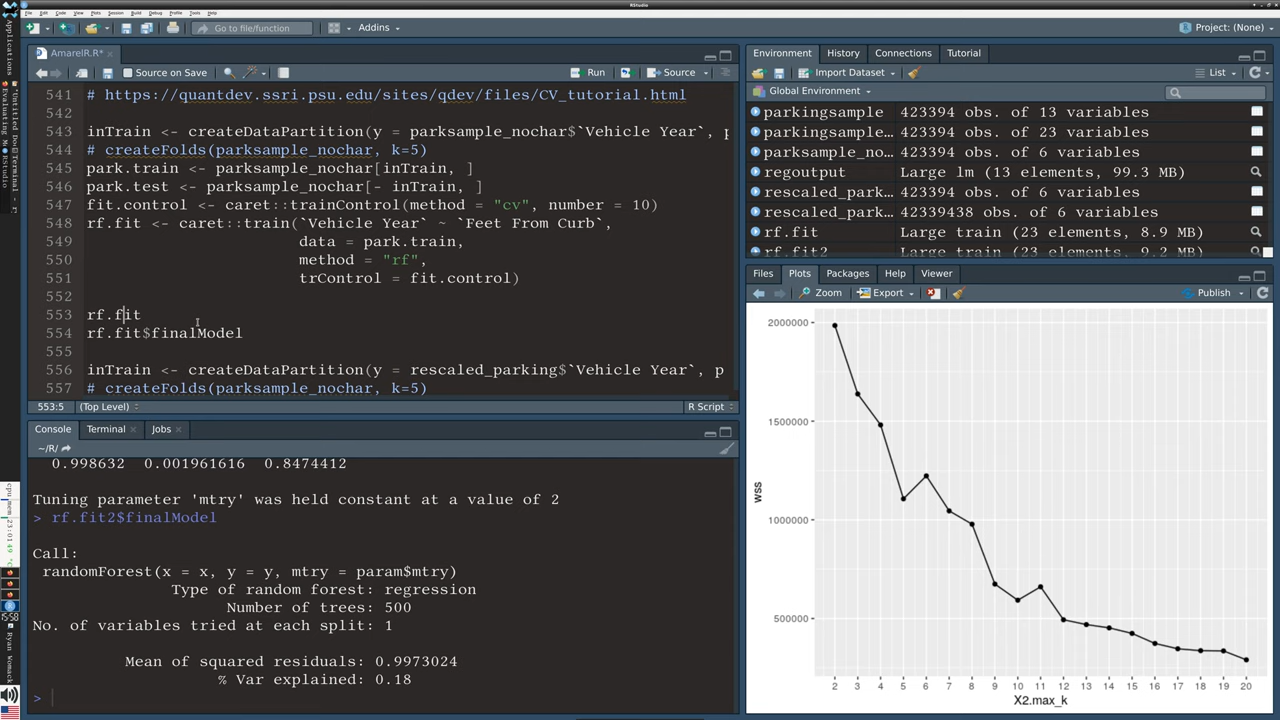 RStudio
File Edit Code View Plots Session Build Debug Profile Tools Help
Go to file/function
Addins
Project: (None)
Applications
AmareIR.R*
Source on Save
Run
Source
541 # https://quantdev.ssri.psu.edu/sites/qdev/files/CV_tutorial.html
542
543 inTrain <- createDataPartition(y = parksample_nochar$`Vehicle Year`, p
544 # createFolds(parksample_nochar, k=5)
545 park.train <- parksample_nochar[inTrain, ]
546 park.test <- parksample_nochar[- inTrain, ]
547 fit.control <- caret::trainControl(method = "cv", number = 10)
548 rf.fit <- caret::train(`Vehicle Year` ~ `Feet From Curb`,
549 data = park.train,
550 method = "rf",
551 trControl = fit.control)
552
553 rf.fit
554 rf.fit$finalModel
555
556 inTrain <- createDataPartition(y = rescaled_parking$`Vehicle Year`, p
557 # createFolds(parksample_nochar, k=5)
553:5 (Top Level) R Script
Console Terminal Jobs
~/R/
0.998632 0.001961616 0.8474412
Tuning parameter 'mtry' was held constant at a value of 2
> rf.fit2$finalModel
Call:
randomForest(x = x, y = y, mtry = param$mtry)
Type of random forest: regression
Number of trees: 500
No. of variables tried at each split: 1
Mean of squared residuals: 0.9973024
% Var explained: 0.18
>
Environment History Connections Tutorial
Import Dataset
List
Global Environment
parkingsample 423394 obs. of 13 variables
parkingsample… 423394 obs. of 23 variables
parksample_no… 423394 obs. of 6 variables
regoutput Large lm (13 elements, 99.3 MB)
rescaled_park… 423394 obs. of 6 variables
rescaled_park… 42339438 obs. of 6 variables
rf.fit Large train (23 elements, 8.9 MB)
rf.fit2 Large train (23 elements, 9.2 MB)
Files Plots Packages Help Viewer
Zoom Export Publish
2000000
1500000
1000000
500000
wss
2 3 4 5 6 7 8 9 10 11 12 13 14 15 16 17 18 19 20
X2.max_k
cpu mem 23:01:49
15:58
Ryan Womack